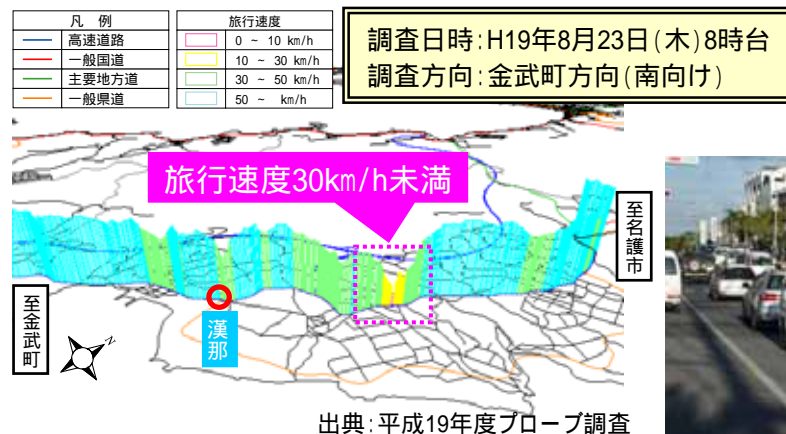 凡 例
高速道路
一般国道
主要地方道
一般県道
旅行速度
0 ~ 10 km/h
10 ~ 30 km/h
30 ~ 50 km/h
50 ~ km/h
調査日時:H19年8月23日(木)8時台
調査方向:金武町方向(南向け)
旅行速度30km/h未満
至名護市
至金武町
漢那
N
出典:平成19年度プローブ調査